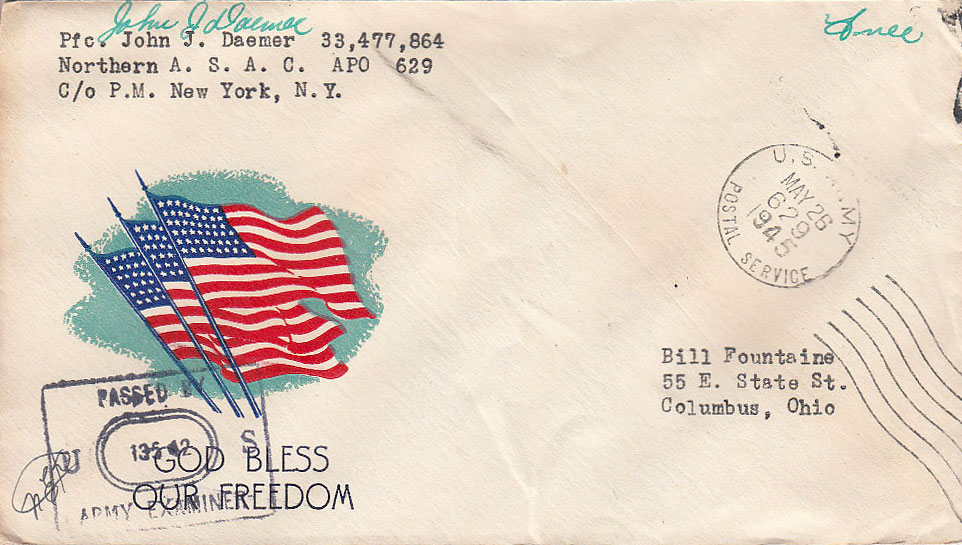 John J Daemer
Free
Pfc. John J. Daemer 33,477,864
Northern A. S. A. C. APO 629
C/o P.M. New York, N.Y.
U.S. ARMY
MAY 26
629
1945
POSTAL SERVICE
Bill Fountaine
55 E. State St.
Columbus, Ohio
PASSED BY
U S
ARMY EXAMINER
GOD BLESS
OUR FREEDOM